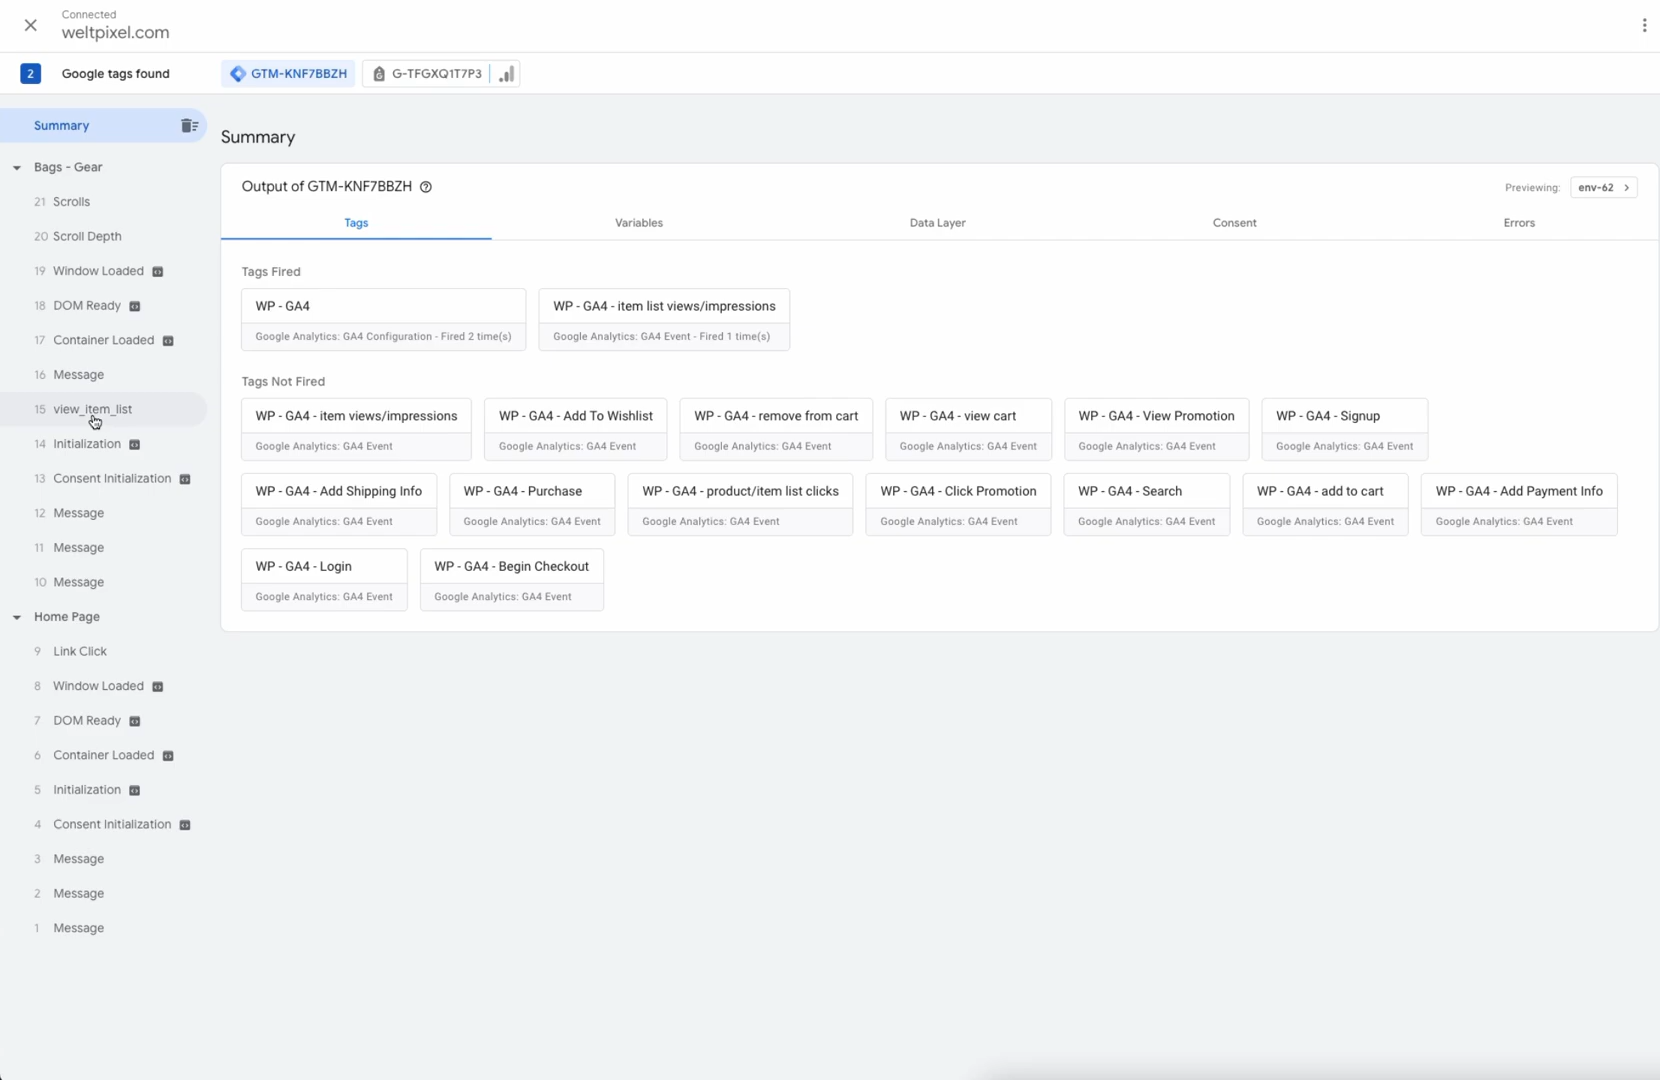 Connected
weltpixel.com
2 Google tags found GTM-KNF7BBZH G-TFGXQ1T7P3
Summary
Bags - Gear
21 Scrolls
20 Scroll Depth
19 Window Loaded
18 DOM Ready
17 Container Loaded
16 Message
15 view_item_list
14 Initialization
13 Consent Initialization
12 Message
11 Message
10 Message
Home Page
9 Link Click
8 Window Loaded
7 DOM Ready
6 Container Loaded
5 Initialization
4 Consent Initialization
3 Message
2 Message
1 Message
Summary
Output of GTM-KNF7BBZH
Previewing: env-62
Tags Variables Data Layer Consent Errors
Tags Fired
WP - GA4
Google Analytics: GA4 Configuration - Fired 2 time(s)
WP - GA4 - item list views/impressions
Google Analytics: GA4 Event - Fired 1 time(s)
Tags Not Fired
WP - GA4 - item views/impressions
Google Analytics: GA4 Event
WP - GA4 - Add To Wishlist
Google Analytics: GA4 Event
WP - GA4 - remove from cart
Google Analytics: GA4 Event
WP - GA4 - view cart
Google Analytics: GA4 Event
WP - GA4 - View Promotion
Google Analytics: GA4 Event
WP - GA4 - Signup
Google Analytics: GA4 Event
WP - GA4 - Add Shipping Info
Google Analytics: GA4 Event
WP - GA4 - Purchase
Google Analytics: GA4 Event
WP - GA4 - product/item list clicks
Google Analytics: GA4 Event
WP - GA4 - Click Promotion
Google Analytics: GA4 Event
WP - GA4 - Search
Google Analytics: GA4 Event
WP - GA4 - add to cart
Google Analytics: GA4 Event
WP - GA4 - Add Payment Info
Google Analytics: GA4 Event
WP - GA4 - Login
Google Analytics: GA4 Event
WP - GA4 - Begin Checkout
Google Analytics: GA4 Event